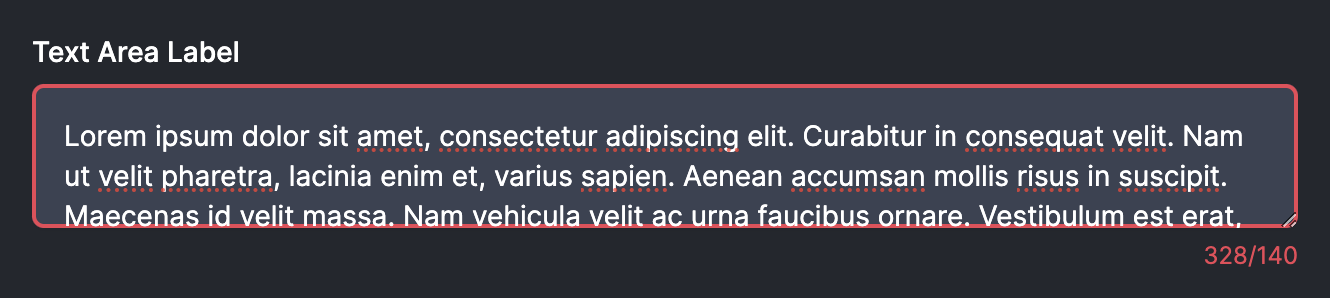 Text Area Label
Lorem ipsum dolor sit amet, consectetur adipiscing elit. Curabitur in consequat velit. Nam
ut velit pharetra, lacinia enim et, varius sapien. Aenean accumsan mollis risus in suscipit.
Maecenas id velit massa. Nam vehicula velit ac urna faucibus ornare. Vestibulum est erat,
328/140